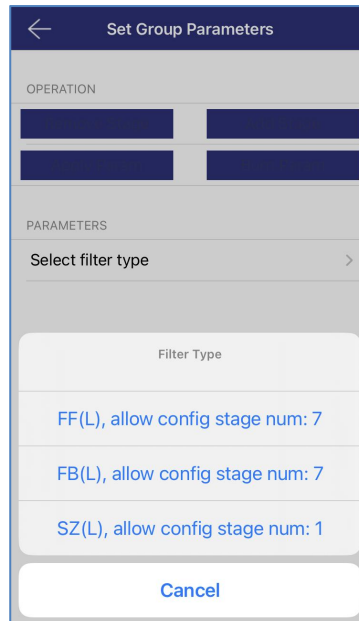 Set Group Parameters
OPERATION
PARAMETERS
Select filter type
Filter Type
FF(L), allow config stage num: 7
FB(L), allow config stage num: 7
SZ(L), allow config stage num: 1
Cancel